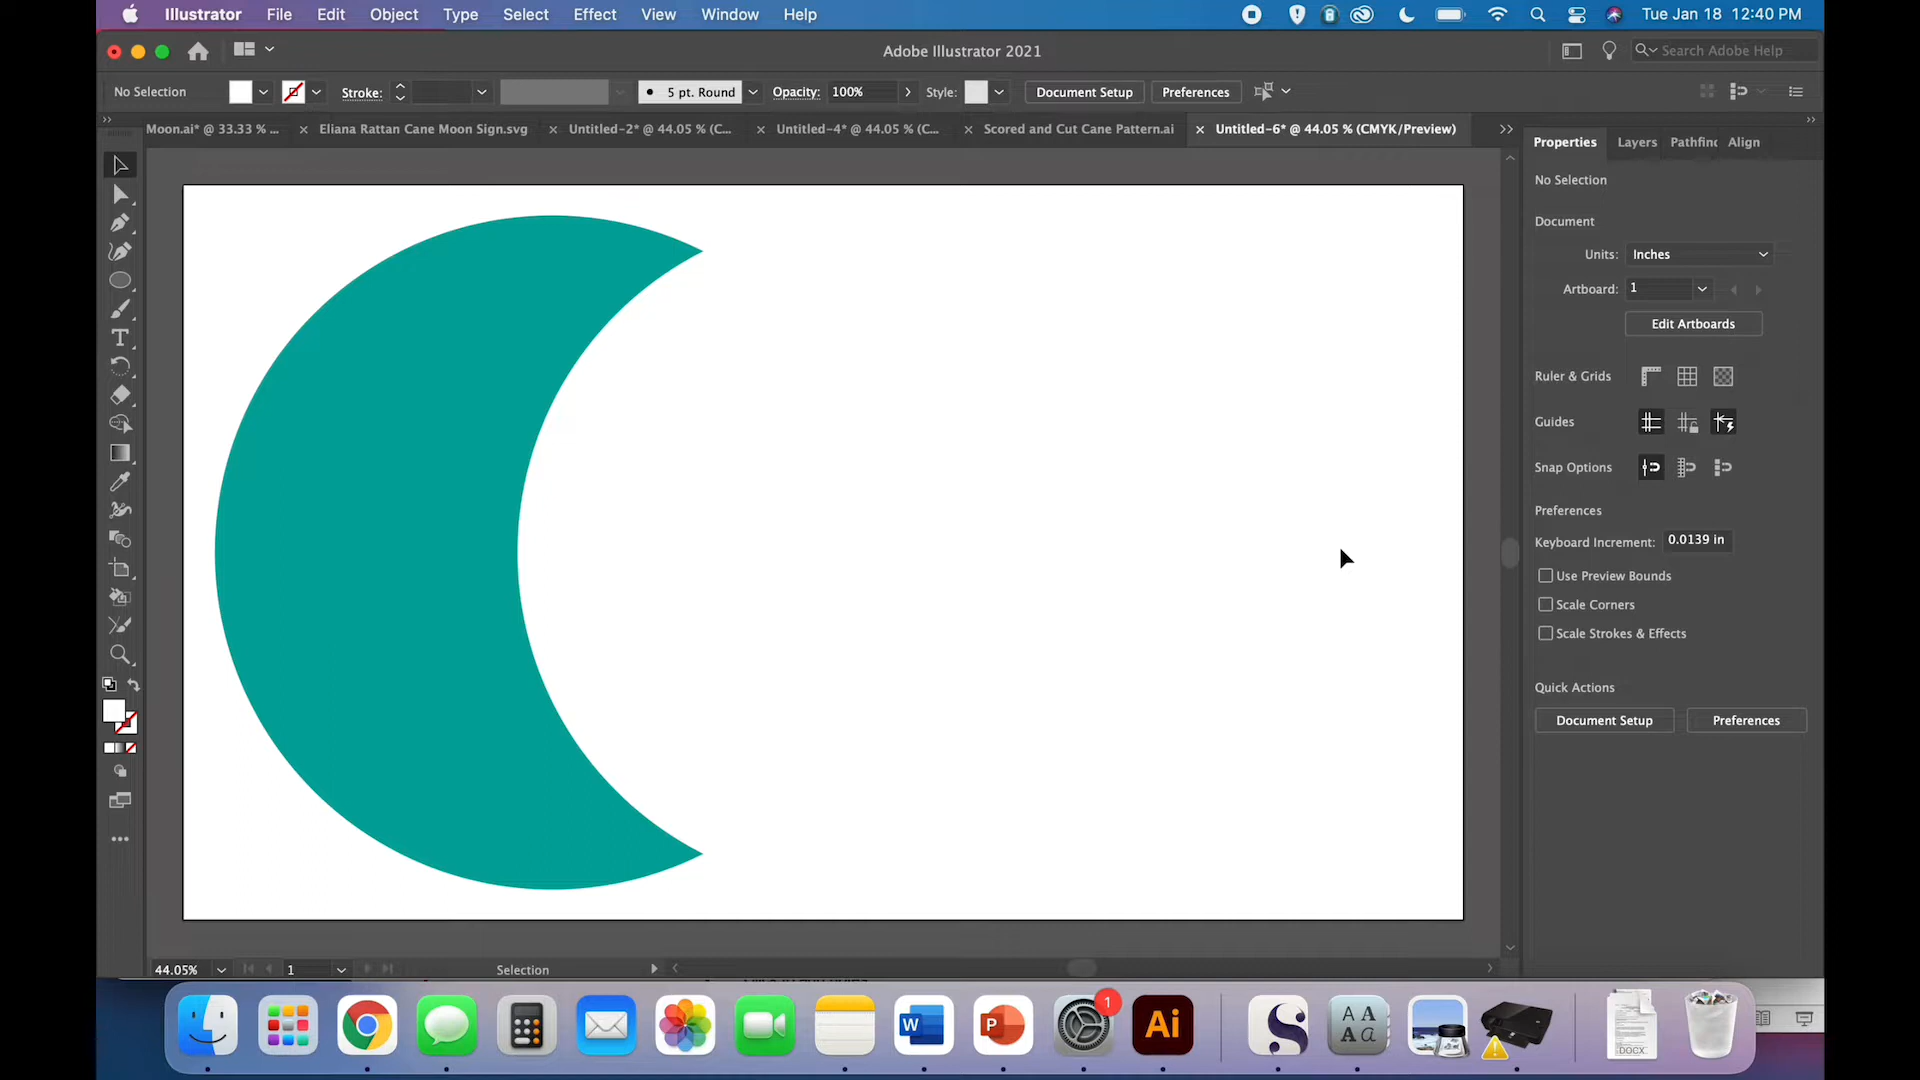 Illustrator File Edit Object Type Select Effect View Window Help Tue Jan 18 12:40 PM
Adobe Illustrator 2021 Search Adobe Help
No Selection Stroke: 5 pt. Round Opacity: 100% Style: Document Setup Preferences
Moon.ai* @ 33.33 % ... Eliana Rattan Cane Moon Sign.svg Untitled-2* @ 44.05 % (C... Untitled-4* @ 44.05 % (C... Scored and Cut Cane Pattern.ai Untitled-6* @ 44.05 % (CMYK/Preview)
Properties Layers Pathfinc Align
No Selection
Document
Units: Inches
Artboard: 1
Edit Artboards
Ruler & Grids
Guides
Snap Options
Preferences
Keyboard Increment: 0.0139 in
Use Preview Bounds
Scale Corners
Scale Strokes & Effects
Quick Actions
Document Setup Preferences
44.05% 1 Selection
1
W P Ai A A A a DOCX